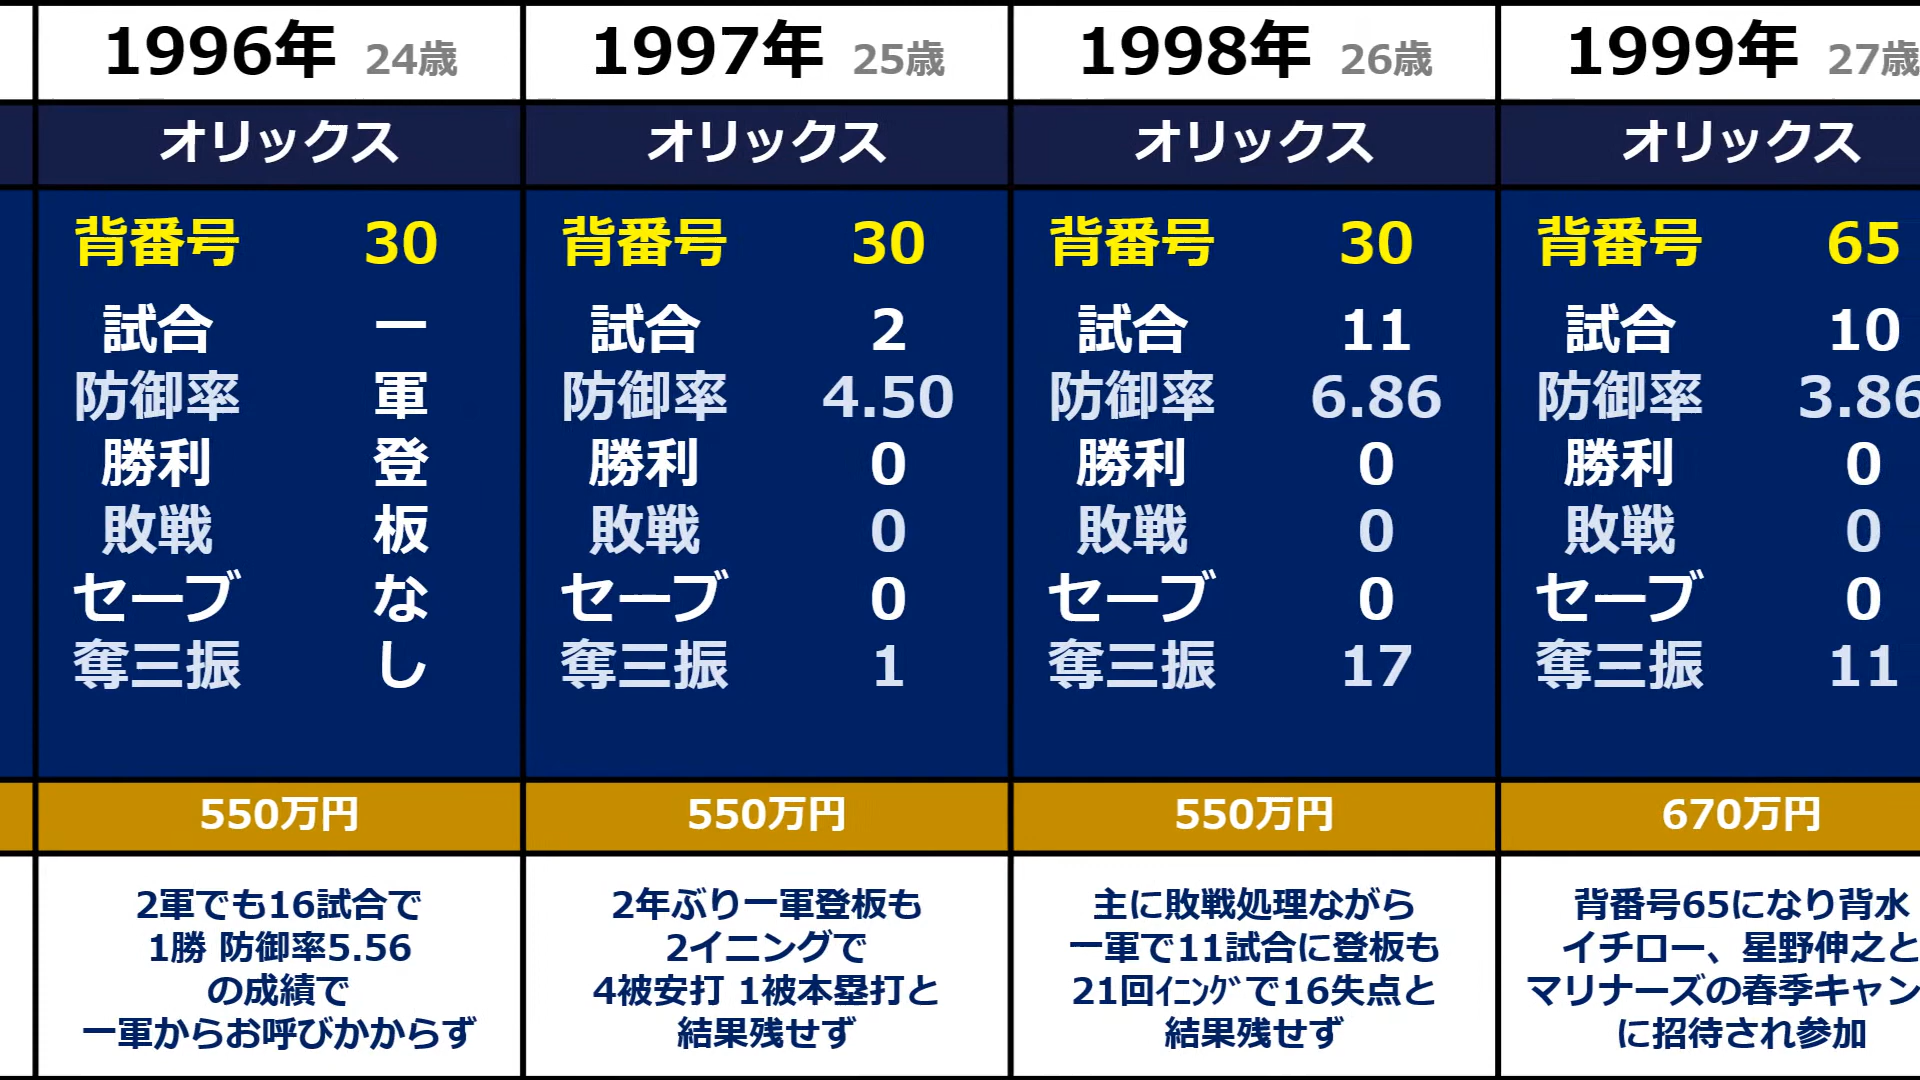 1996年 24歳
オリックス
背番号 30
試合 一
防御率 軍
勝利 登
敗戦 板
セーブ な
奪三振 し
550万円
2軍でも16試合で
1勝 防御率5.56
の成績で
一軍からお呼びかからず
1997年 25歳
オリックス
背番号 30
試合 2
防御率 4.50
勝利 0
敗戦 0
セーブ 0
奪三振 1
550万円
2年ぶり一軍登板も
2イニングで
4被安打 1被本塁打と
結果残せず
1998年 26歳
オリックス
背番号 30
試合 11
防御率 6.86
勝利 0
敗戦 0
セーブ 0
奪三振 17
550万円
主に敗戦処理ながら
一軍で11試合に登板も
21回ｲﾆﾝｸﾞで16失点と
結果残せず
1999年 27歳
オリックス
背番号 65
試合 10
防御率 3.86
勝利 0
敗戦 0
セーブ 0
奪三振 11
670万円
背番号65になり背水
イチロー、星野伸之と
マリナーズの春季キャン
に招待され参加